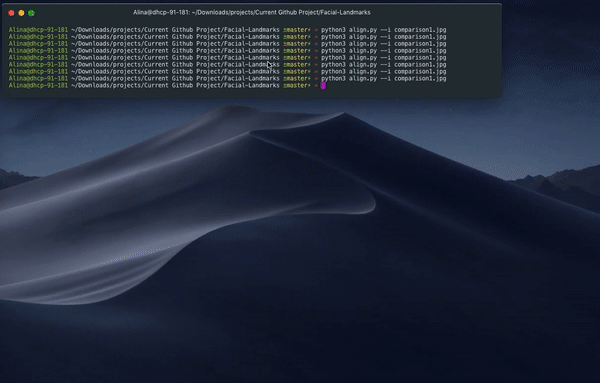 Alina@dhcp-91-181: ~/Downloads/projects/Current Github Project/Facial-Landmarks
Alina@dhcp-91-181 ~/Downloads/projects/Current Github Project/Facial-Landmarks ±master⚡ » python3 align.py --i comparison1.jpg
Alina@dhcp-91-181 ~/Downloads/projects/Current Github Project/Facial-Landmarks ±master⚡ » python3 align.py --i comparison1.jpg
Alina@dhcp-91-181 ~/Downloads/projects/Current Github Project/Facial-Landmarks ±master⚡ » python3 align.py --i comparison1.jpg
Alina@dhcp-91-181 ~/Downloads/projects/Current Github Project/Facial-Landmarks ±master⚡ » python3 align.py --i comparison1.jpg
Alina@dhcp-91-181 ~/Downloads/projects/Current Github Project/Facial-Landmarks ±master⚡ » python3 align.py --i comparison1.jpg
Alina@dhcp-91-181 ~/Downloads/projects/Current Github Project/Facial-Landmarks ±master⚡ » python3 align.py --i comparison1.jpg
Alina@dhcp-91-181 ~/Downloads/projects/Current Github Project/Facial-Landmarks ±master⚡ » python3 align.py --i comparison1.jpg
Alina@dhcp-91-181 ~/Downloads/projects/Current Github Project/Facial-Landmarks ±master⚡ »